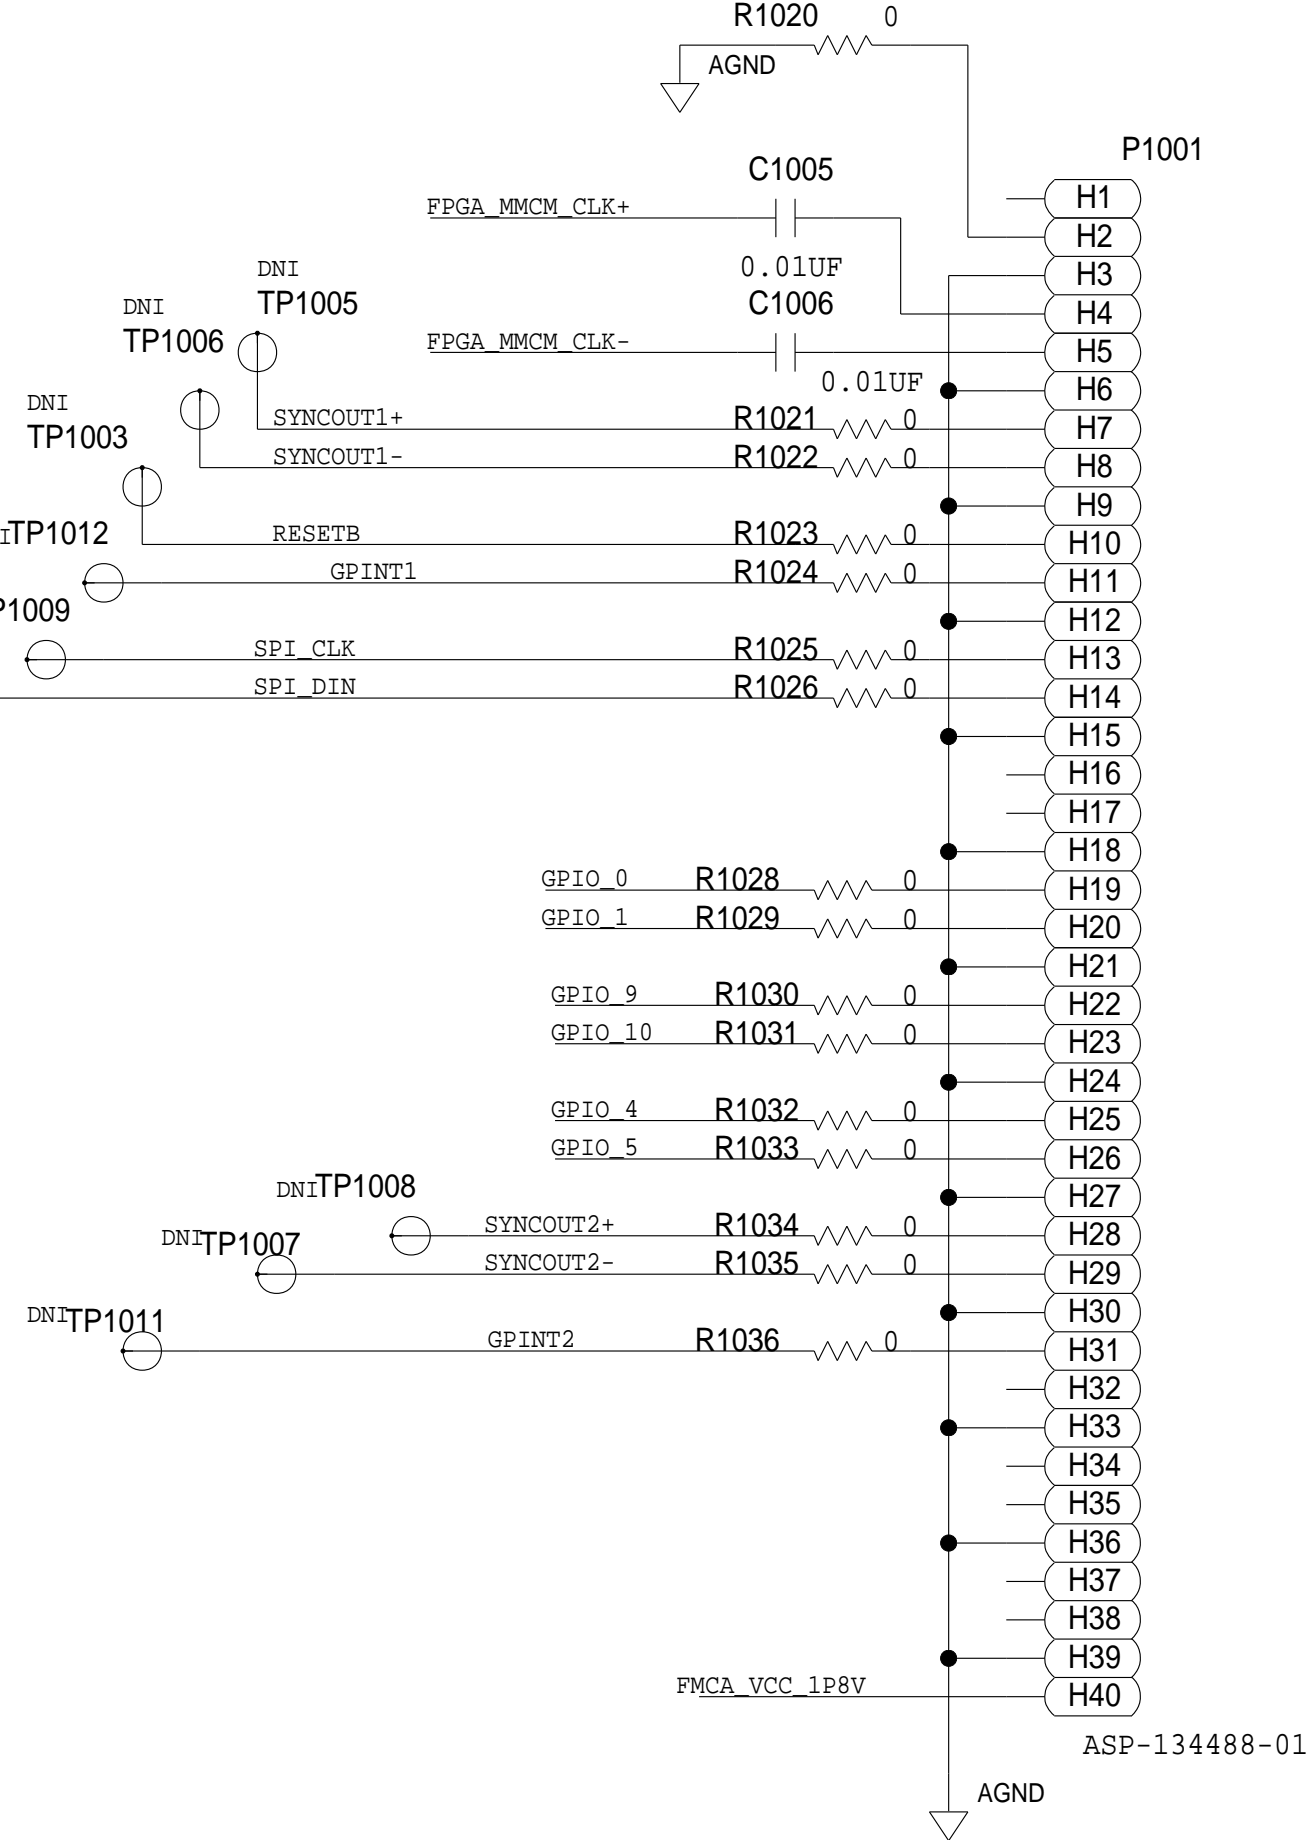 R1020 0
AGND
P1001
C1005
H1
FPGA_MMCM_CLK+
H2
DNI 0.01UF
H3
DNI TP1005 C1006
H4
TP1006 FPGA_MMCM_CLK-
H5
0.01UF
H6
DNI
SYNCOUT1+ R1021 0 H7
TP1003
SYNCOUT1- R1022 0 H8
H9
TP1012 RESETB R1023 0 H10
GPINT1 R1024 0 H11
P1009
H12
SPI_CLK R1025 0 H13
SPI_DIN R1026 0 H14
H15
H16
H17
H18
GPIO_0 R1028 0 H19
GPIO_1 R1029 0 H20
H21
GPIO_9 R1030 0 H22
GPIO_10 R1031 0 H23
H24
GPIO_4 R1032 0 H25
GPIO_5 R1033 0 H26
DNI TP1008
H27
SYNCOUT2+ R1034 0 H28
DNI TP1007
SYNCOUT2- R1035 0 H29
DNI TP1011
H30
GPINT2 R1036 0 H31
H32
H33
H34
H35
H36
H37
H38
H39
FMCA_VCC_1P8V H40
ASP-134488-01
AGND